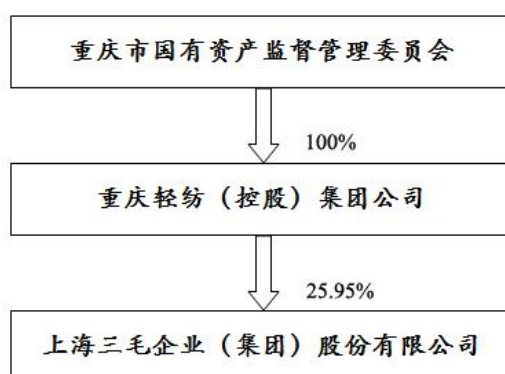 重庆市国有资产监督管理委员会
100%
重庆轻纺（控股）集团公司
25.95%
上海三毛企业（集团）股份有限公司